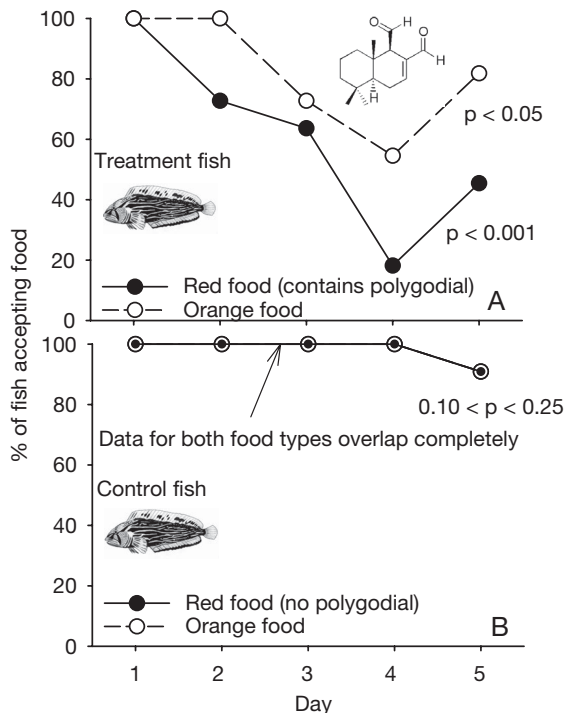 % of fish accepting food
100
80
60
40
20
0
O
H
O
H
H
p < 0.05
Treatment fish
p < 0.001
Red food (contains polygodial)
A
Orange food
100
80
60
40
20
0
0.10 < p < 0.25
Data for both food types overlap completely
Control fish
Red food (no polygodial)
B
Orange food
1 2 3 4 5
Day